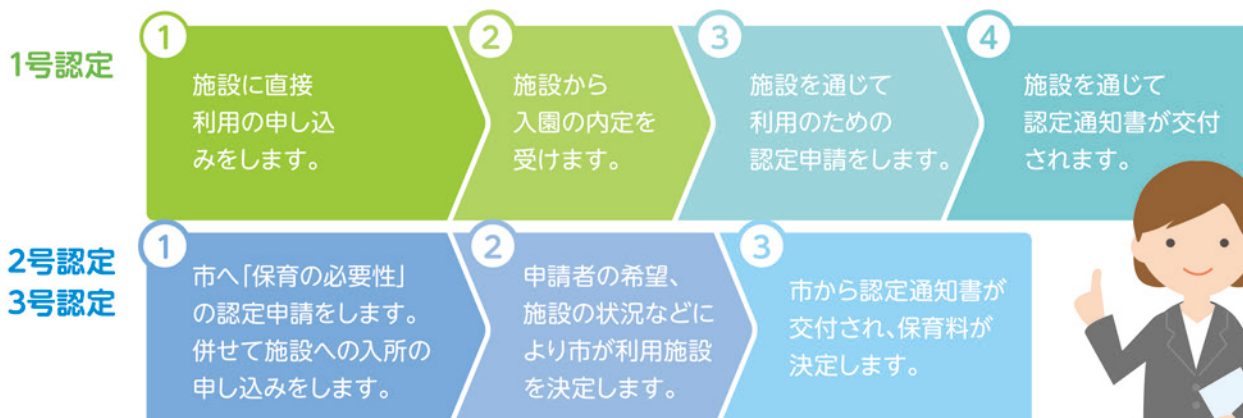 1号認定
1
施設に直接
利用の申し込
みをします。
2
施設から
入園の内定を
受けます。
3
施設を通じて
利用のための
認定申請をします。
4
施設を通じて
認定通知書が交付
されます。
2号認定
3号認定
1
市へ「保育の必要性」
の認定申請をします。
併せて施設への入所の
申し込みをします。
2
申請者の希望、
施設の状況などに
より市が利用施設
を決定します。
3
市から認定通知書が
交付され、保育料が
決定します。